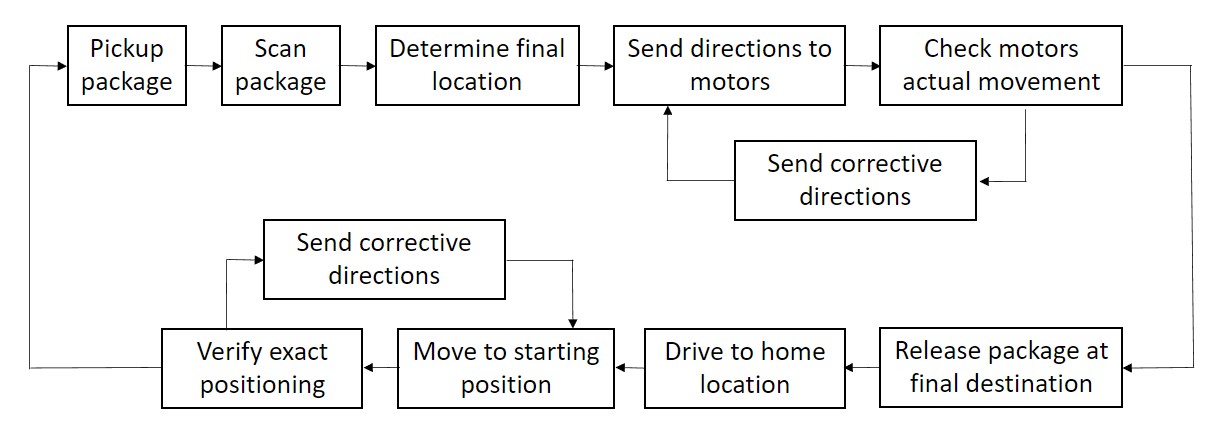 Pickup
package
Scan
package
Determine final
location
Send directions to
motors
Check motors
actual movement
Send corrective
directions
Send corrective
directions
Verify exact
positioning
Move to starting
position
Drive to home
location
Release package at
final destination